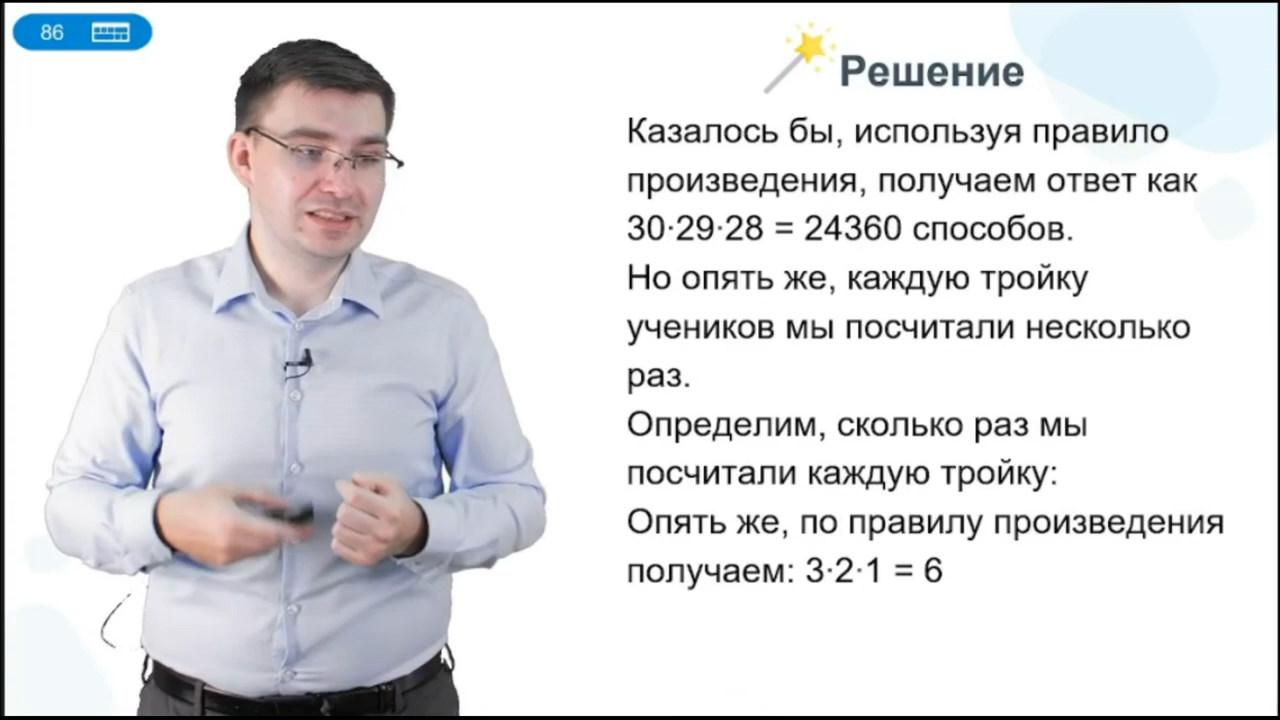 86
Решение
Казалось бы, используя правило
произведения, получаем ответ как
30·29·28 = 24360 способов.
Но опять же, каждую тройку
учеников мы посчитали несколько
раз.
Определим, сколько раз мы
посчитали каждую тройку:
Опять же, по правилу произведения
получаем: 3·2·1 = 6